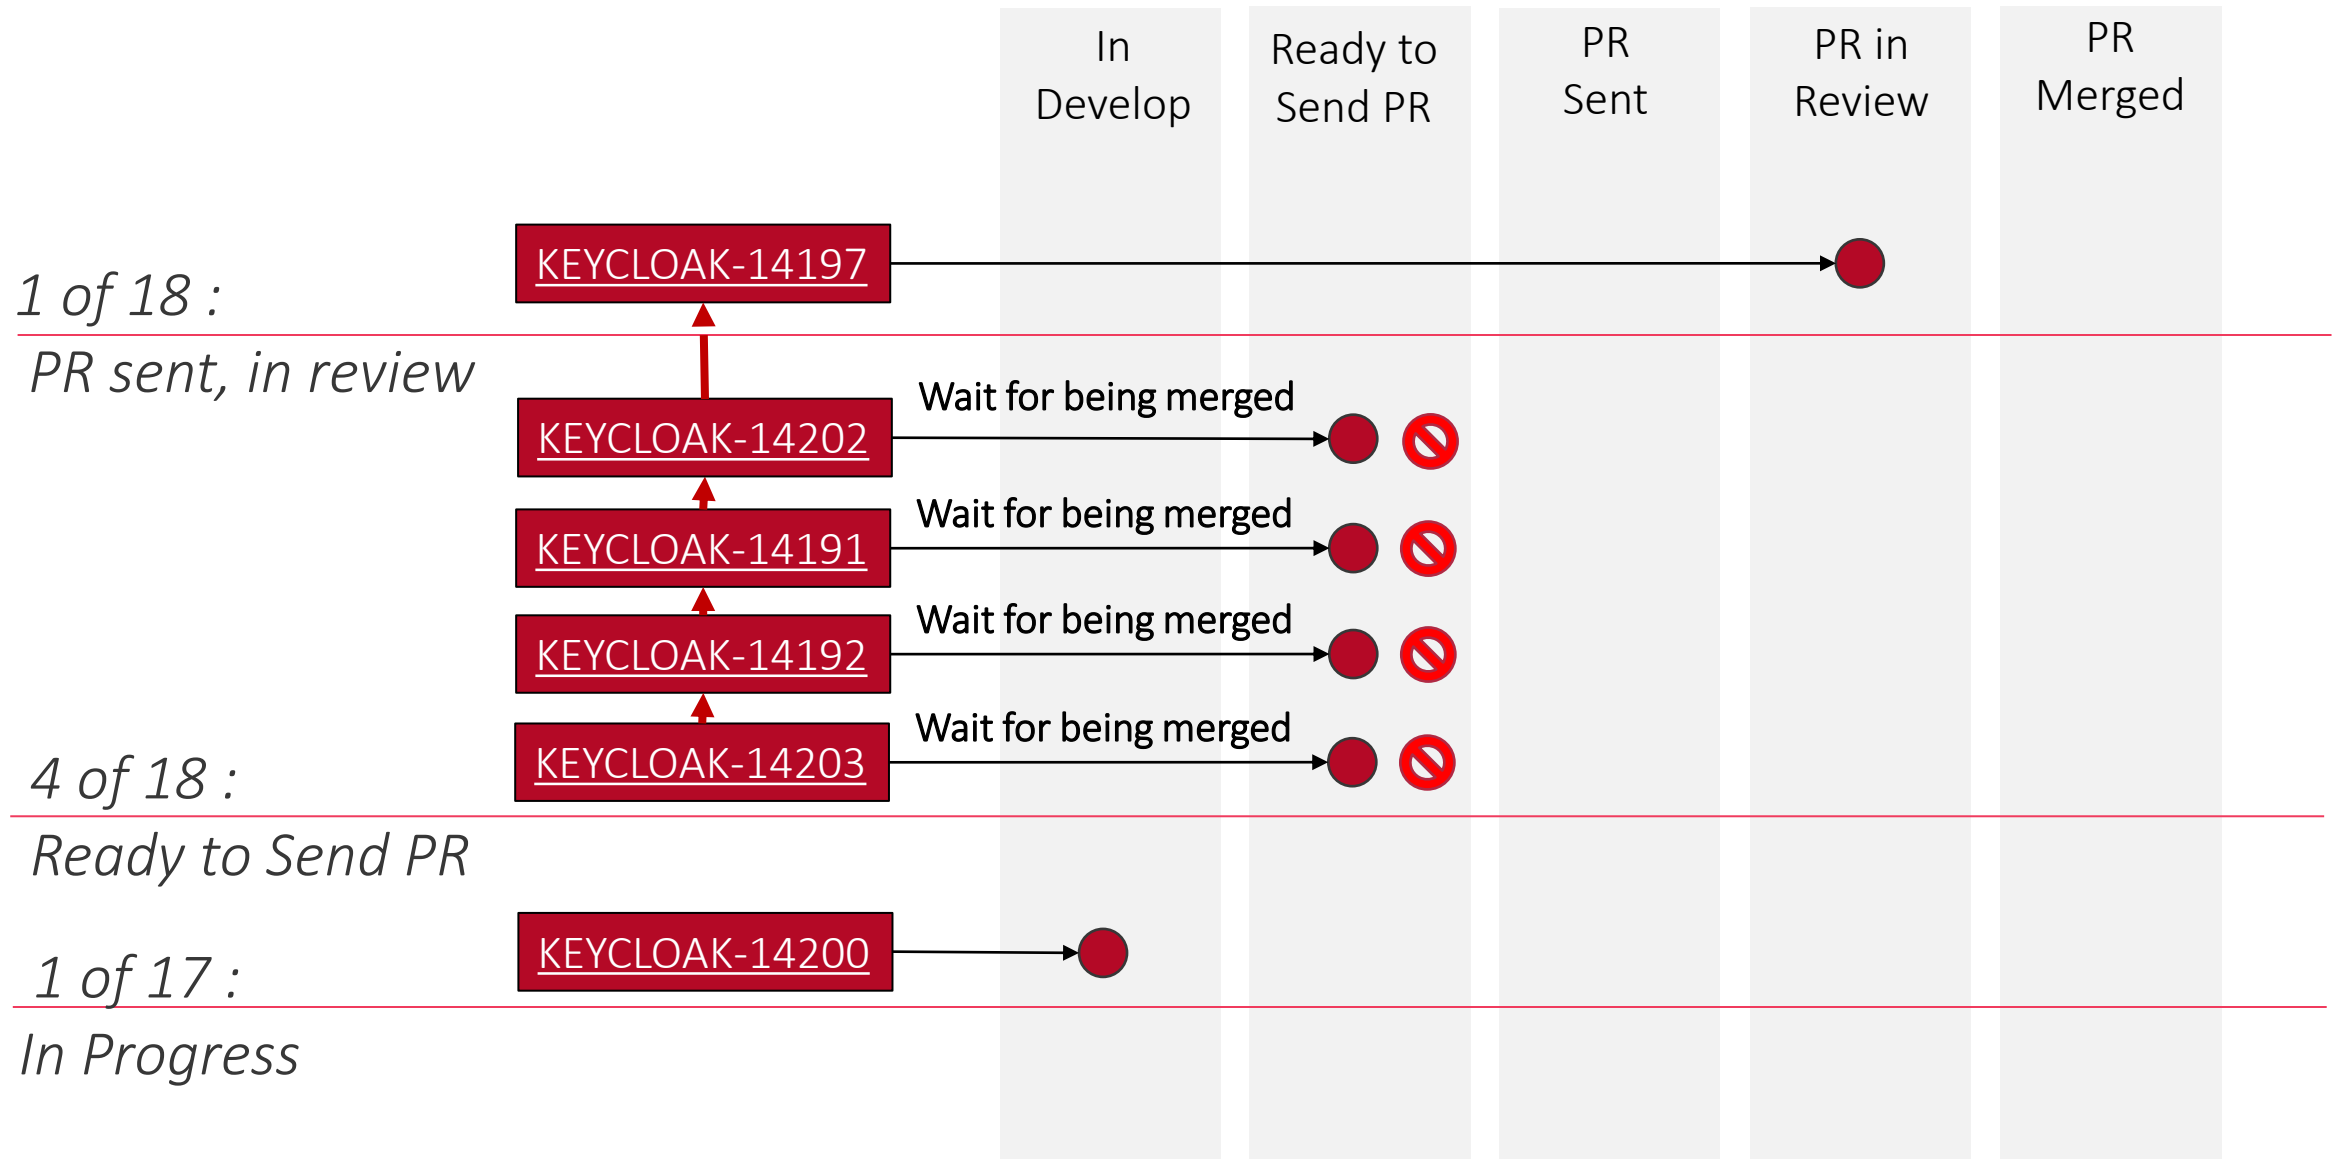 In
Develop
Ready to
Send PR
PR
Sent
PR in
Review
PR
Merged
KEYCLOAK-14197
1 of 18 :
PR sent, in review
Wait for being merged
KEYCLOAK-14202
Wait for being merged
KEYCLOAK-14191
Wait for being merged
KEYCLOAK-14192
Wait for being merged
KEYCLOAK-14203
4 of 18 :
Ready to Send PR
KEYCLOAK-14200
1 of 17 :
In Progress